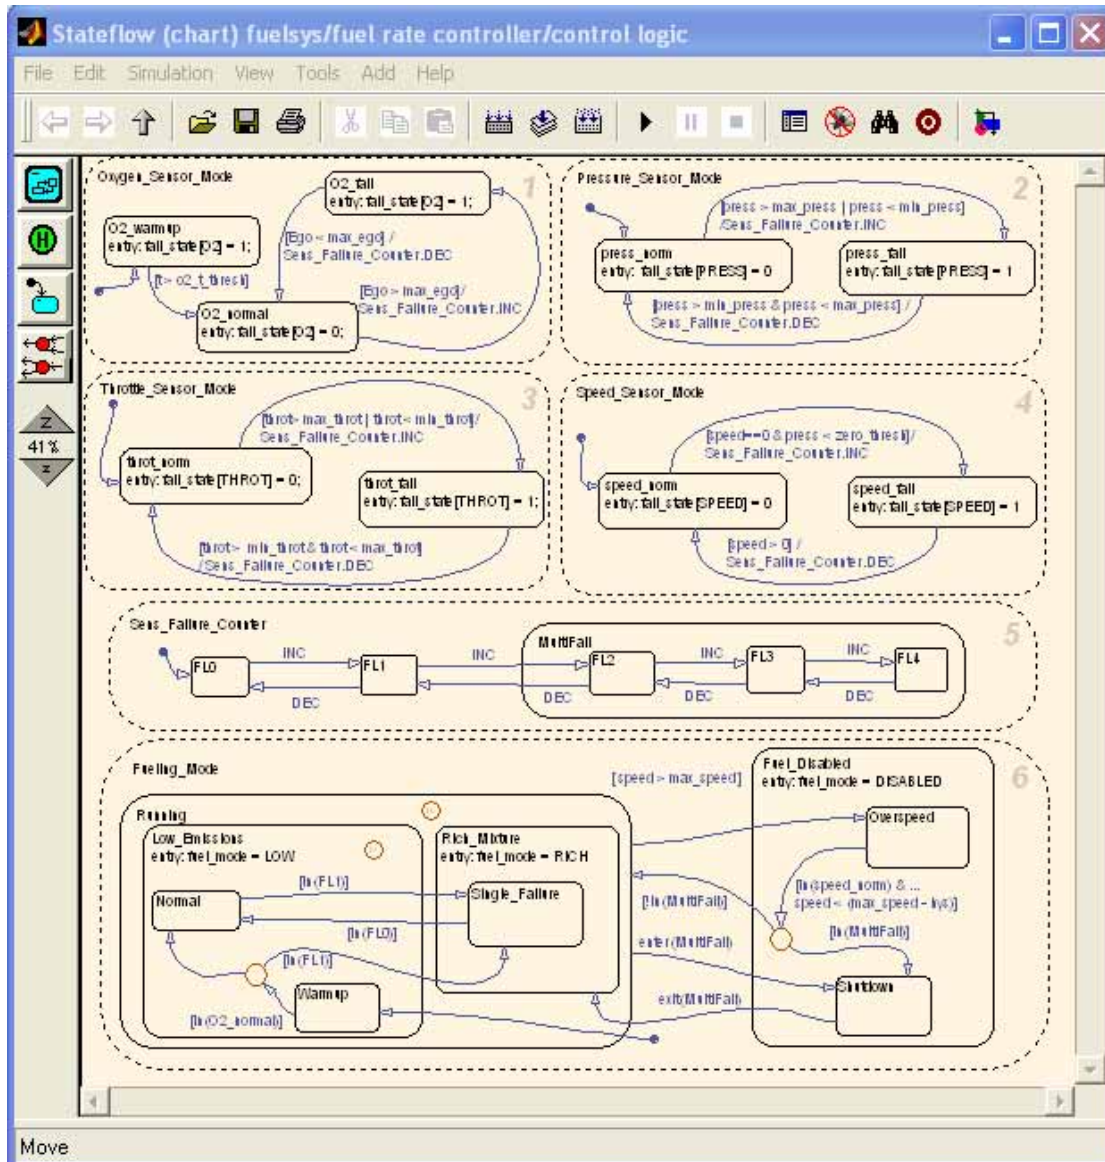 Stateflow (chart) fuelsys/fuel rate controller/control logic
File Edit Simulation View Tools Add Help
Oxygen_Sensor_Mode
1
O2_fail
entry: fail_state[O2] = 1;
O2_warmup
entry: fail_state[O2] = 1;
[Ego < max_ego] /
Sens_Failure_Counter.DEC
[t> o2_t_thresh]
[Ego > max_ego]/
Sens_Failure_Counter.INC
O2_normal
entry: fail_state[O2] = 0;
Pressure_Sensor_Mode
2
[press > max_press | press < min_press]
/Sens_Failure_Counter.INC
press_norm
entry: fail_state[PRESS] = 0
press_fail
entry: fail_state[PRESS] = 1
[press > min_press & press < max_press] /
Sens_Failure_Counter.DEC
Throttle_Sensor_Mode
3
[throt> max_throt | throt< min_throt]/
Sens_Failure_Counter.INC
throt_norm
entry: fail_state[THROT] = 0;
throt_fail
entry: fail_state[THROT] = 1;
[throt> min_throt & throt< max_throt]
/Sens_Failure_Counter.DEC
Speed_Sensor_Mode
4
[speed==0 & press < zero_thresh]/
Sens_Failure_Counter.INC
speed_norm
entry: fail_state[SPEED] = 0
speed_fail
entry: fail_state[SPEED] = 1
[speed > 0] /
Sens_Failure_Counter.DEC
Z
41%
z
Sens_Failure_Counter
5
MultiFail
FL0
INC
FL1
INC
FL2
INC
FL3
INC
FL4
DEC
DEC
DEC
DEC
Fueling_Mode
6
[speed > max_speed]
Fuel_Disabled
entry: fuel_mode = DISABLED
Running
Overspeed
Low_Emissions
entry: fuel_mode = LOW
Rich_Mixture
entry: fuel_mode = RICH
[In(FL1)]
Normal
Single_Failure
[In(speed_norm) & ...
speed < (max_speed - hys)]
[!In(MultiFail)]
[In(MultiFail)]
[In(FL0)]
enter(MultiFail)
[In(FL1)]
Warmup
Shutdown
exit(MultiFail)
[In(O2_normal)]
Move